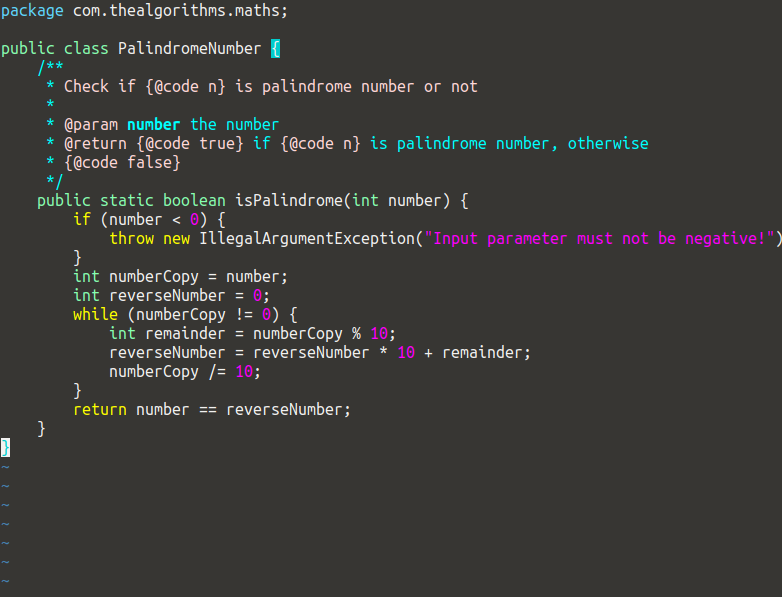 package com.thealgorithms.maths;

public class PalindromeNumber {
    /**
     * Check if {@code n} is palindrome number or not
     *
     * @param number the number
     * @return {@code true} if {@code n} is palindrome number, otherwise
     * {@code false}
     */
    public static boolean isPalindrome(int number) {
        if (number < 0) {
            throw new IllegalArgumentException("Input parameter must not be negative!")
        }
        int numberCopy = number;
        int reverseNumber = 0;
        while (numberCopy != 0) {
            int remainder = numberCopy % 10;
            reverseNumber = reverseNumber * 10 + remainder;
            numberCopy /= 10;
        }
        return number == reverseNumber;
    }
}
~
~
~
~
~
~
~